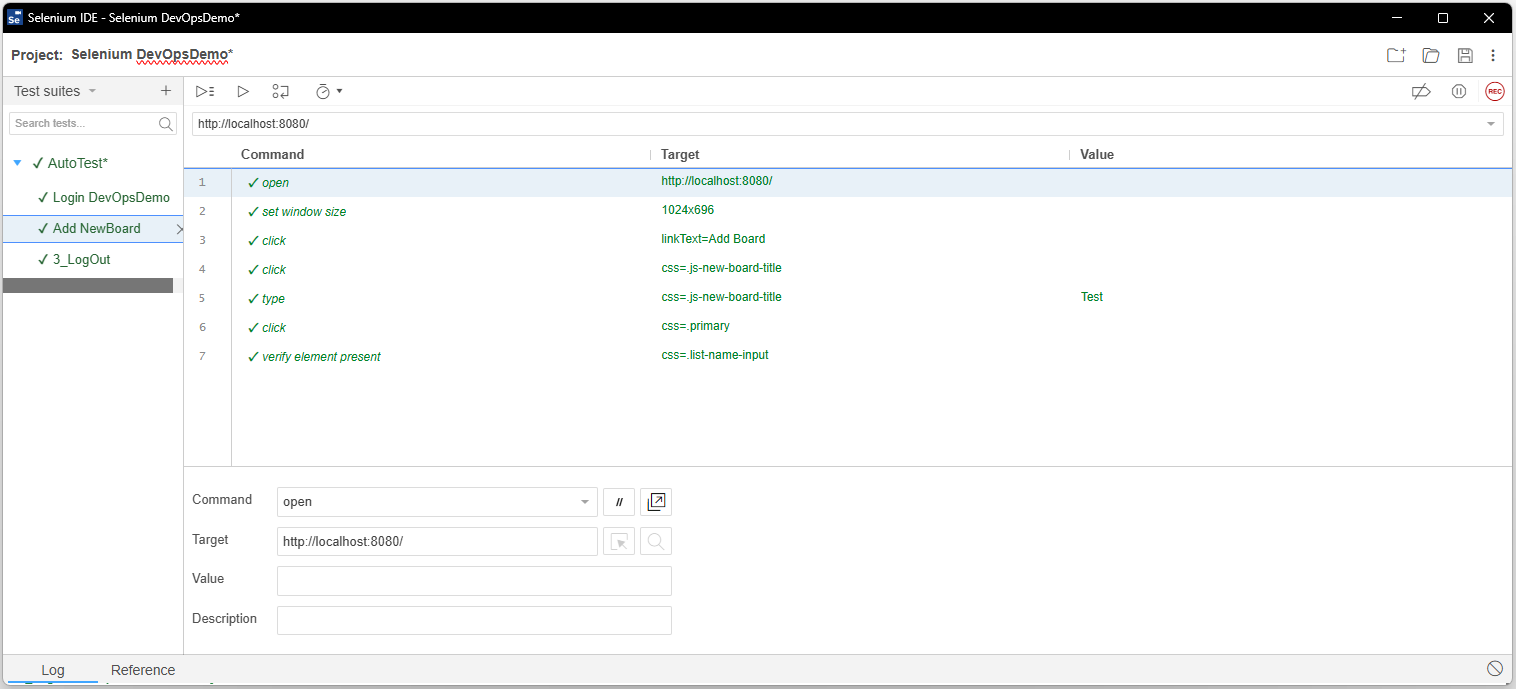 Se Selenium IDE - Selenium DevOpsDemo*
Project: Selenium DevOpsDemo*
Test suites
REC
Search tests...
http://localhost:8080/
Command Target Value
✓ AutoTest*
✓ Login DevOpsDemo
✓ Add NewBoard
✓ 3_LogOut
1 ✓ open http://localhost:8080/
2 ✓ set window size 1024x696
3 ✓ click linkText=Add Board
4 ✓ click css=.js-new-board-title
5 ✓ type css=.js-new-board-title Test
6 ✓ click css=.primary
7 ✓ verify element present css=.list-name-input
Command open //
Target http://localhost:8080/
Value
Description
Log Reference